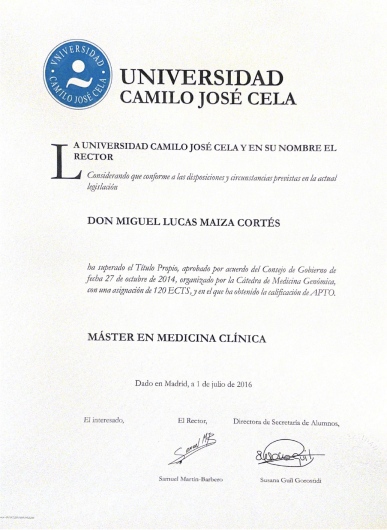 UNIVERSIDAD
CAMILO JOSÉ CELA
UNIVERSIDAD
CAMILO JOSÉ CELA
LA UNIVERSIDAD CAMILO JOSÉ CELA Y EN SU NOMBRE EL
RECTOR
Considerando que conforme a las disposiciones y circunstancias previstas en la actual
legislación
DON MIGUEL LUCAS MAIZA CORTÉS
ha superado el Título Propio, aprobado por acuerdo del Consejo de Gobierno de
fecha 27 de octubre de 2014, organizado por la Cátedra de Medicina Genómica,
con una asignación de 120 ECTS, y en el que ha obtenido la calificación de APTO.
MÁSTER EN MEDICINA CLÍNICA
Dado en Madrid, a 1 de julio de 2016
El interesado,
El Rector,
Directora de Secretaría de Alumnos,
Samuel Martín-Barbero
Susana Guil Gorostidi